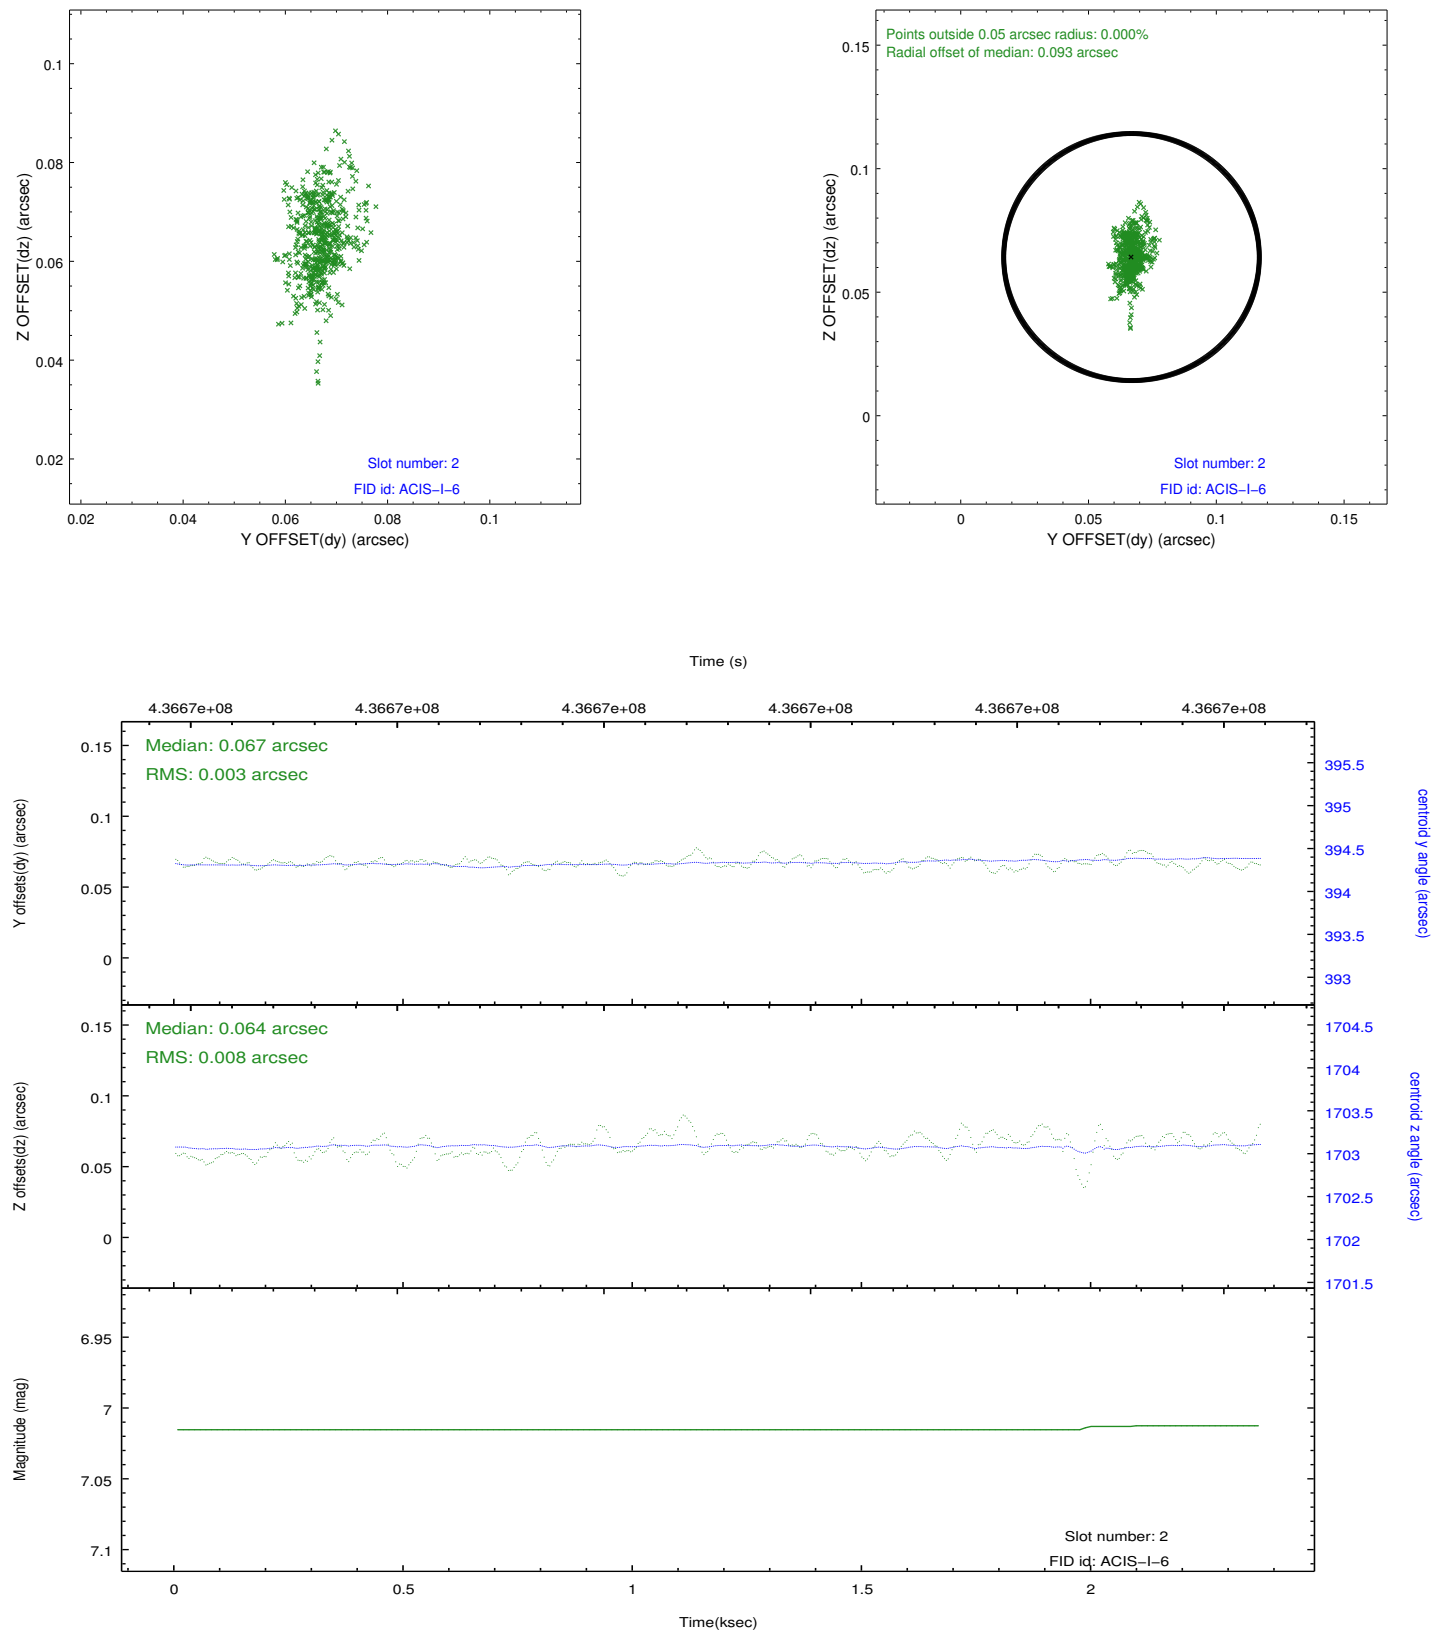 0.1
0.08
0.06
0.04
0.02
Z OFFSET(dz) (arcsec)
Slot number: 2
FID id: ACIS−I−6
0.02
0.04
0.06
0.08
0.1
Y OFFSET(dy) (arcsec)
Points outside 0.05 arcsec radius: 0.000%
Radial offset of median: 0.093 arcsec
0.15
0.1
0.05
0
Z OFFSET(dz) (arcsec)
Slot number: 2
FID id: ACIS−I−6
0
0.05
0.1
0.15
Y OFFSET(dy) (arcsec)
Time (s)
4.3667e+08
4.3667e+08
4.3667e+08
4.3667e+08
4.3667e+08
4.3667e+08
Median: 0.067 arcsec
RMS: 0.003 arcsec
0.15
0.1
0.05
0
Y offsets(dy) (arcsec)
395.5
395
394.5
394
393.5
393
centroid y angle (arcsec)
Median: 0.064 arcsec
RMS: 0.008 arcsec
0.15
0.1
0.05
0
Z offsets(dz) (arcsec)
1704.5
1704
1703.5
1703
1702.5
1702
1701.5
centroid z angle (arcsec)
6.95
7
7.05
7.1
Magnitude (mag)
Slot number: 2
FID id: ACIS−I−6
0
0.5
1
1.5
2
Time(ksec)